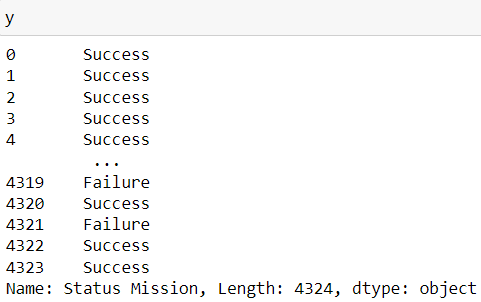 y
0 Success
1 Success
2 Success
3 Success
4 Success
...
4319 Failure
4320 Success
4321 Failure
4322 Success
4323 Success
Name: Status Mission, Length: 4324, dtype: object